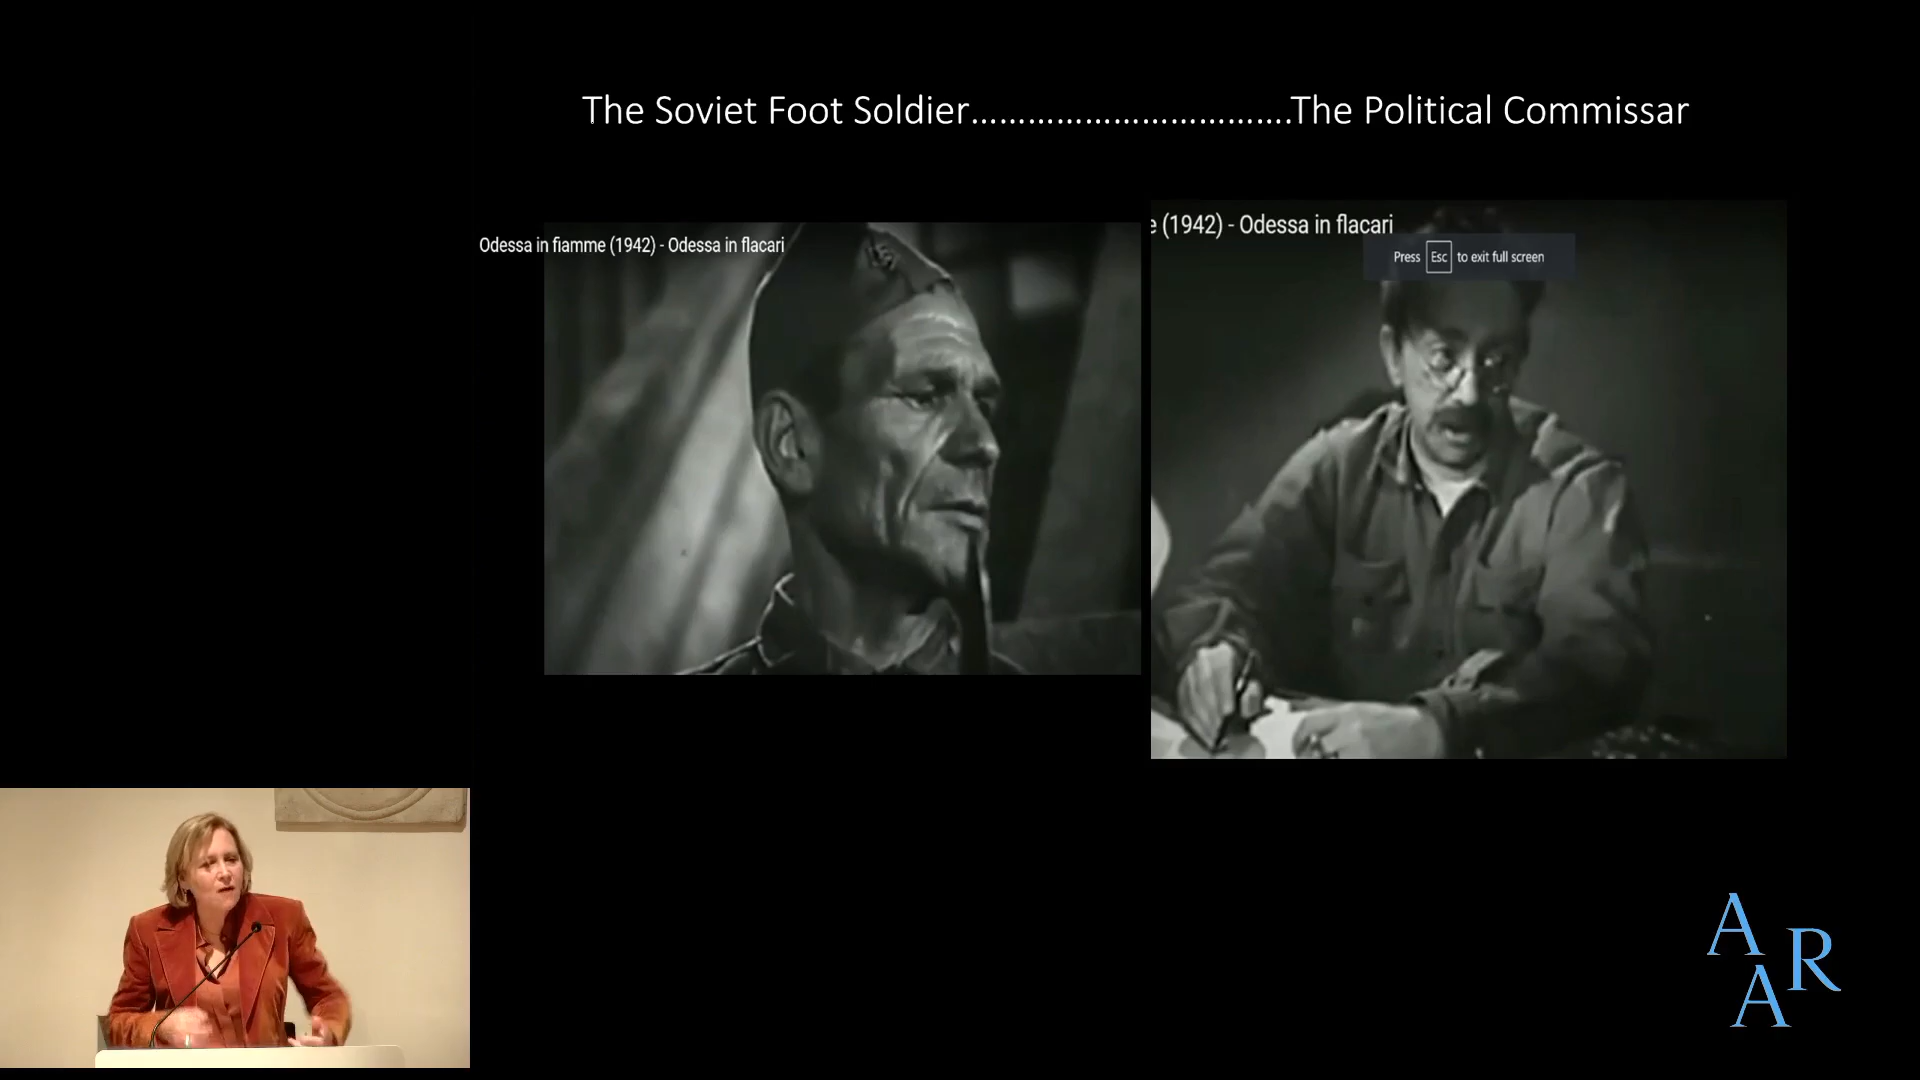 The Soviet Foot Soldier…………………………….The Political Commissar
Odessa in fiamme (1942) - Odessa in flacari
e (1942) - Odessa in flacari
Press Esc to exit full screen
A
R
A